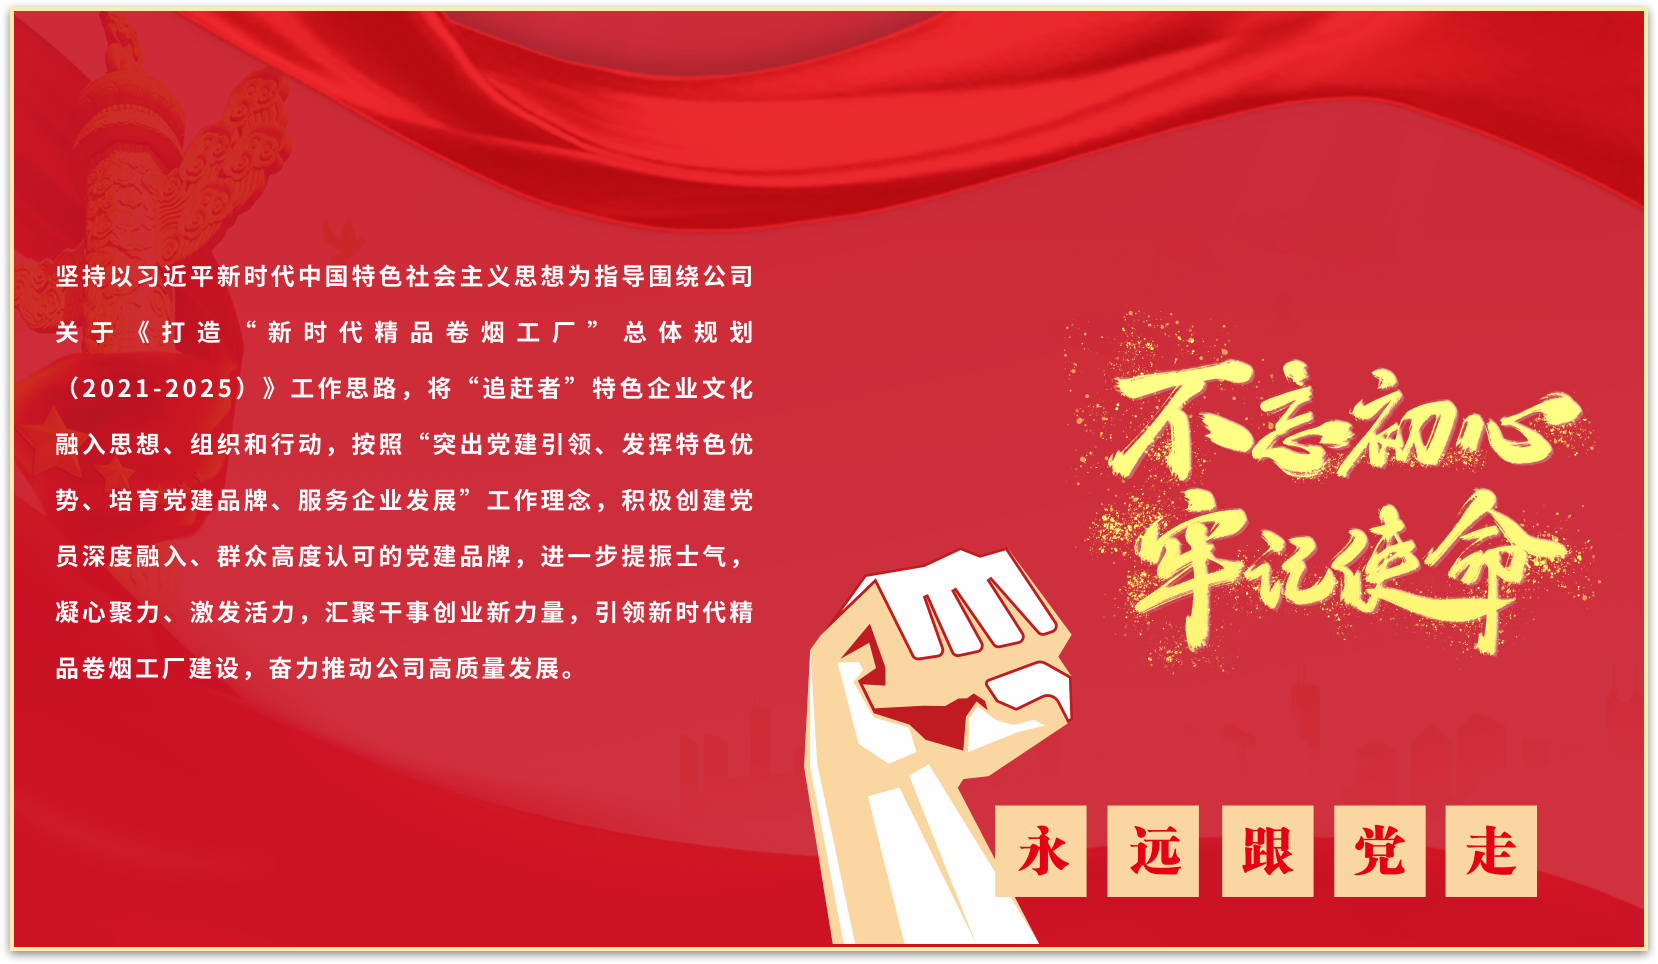 坚持以习近平新时代中国特色社会主义思想为指导围绕公司
关于《打造“新时代精品卷烟工厂”总体规划
（2021-2025）》工作思路，将“追赶者”特色企业文化
融入思想、组织和行动，按照“突出党建引领、发挥特色优
势、培育党建品牌、服务企业发展”工作理念，积极创建党
员深度融入、群众高度认可的党建品牌，进一步提振士气，
凝心聚力、激发活力，汇聚干事创业新力量，引领新时代精
品卷烟工厂建设，奋力推动公司高质量发展。
不忘初心
牢记使命
永远跟党走